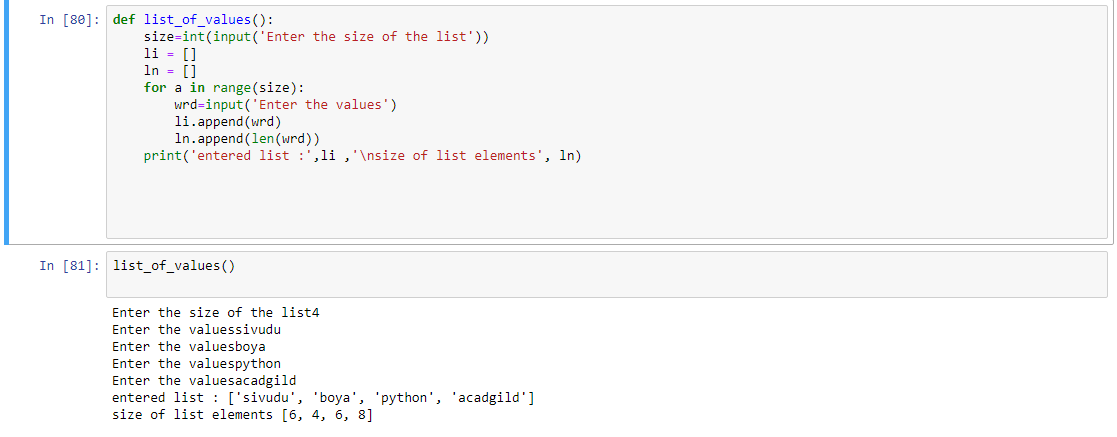 In [80]: def list_of_values():
    size=int(input('Enter the size of the list'))
    li = []
    ln = []
    for a in range(size):
        wrd=input('Enter the values')
        li.append(wrd)
        ln.append(len(wrd))
    print('entered list :',li ,'\nsize of list elements', ln)
In [81]: list_of_values()
Enter the size of the list4
Enter the valuessivudu
Enter the valuesboya
Enter the valuespython
Enter the valuesacadgild
entered list : ['sivudu', 'boya', 'python', 'acadgild']
size of list elements [6, 4, 6, 8]